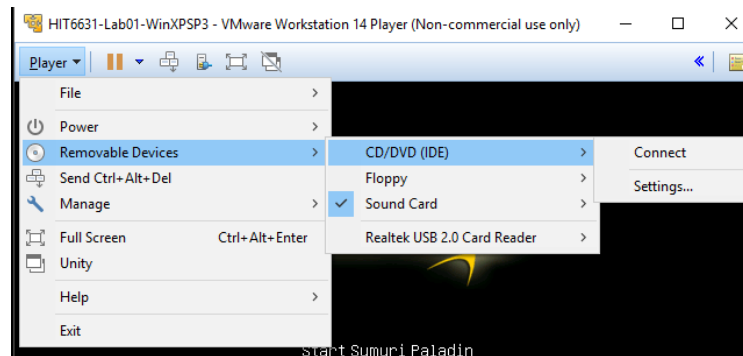 HIT6631-Lab01-WinXPSP3 - VMware Workstation 14 Player (Non-commercial use only)
Player
File
Power
Removable Devices
CD/DVD (IDE)
Connect
Send Ctrl+Alt+Del
Floppy
Settings...
Manage
Sound Card
Full Screen Ctrl+Alt+Enter
Realtek USB 2.0 Card Reader
Unity
Help
Exit
Start Sumuri Paladin